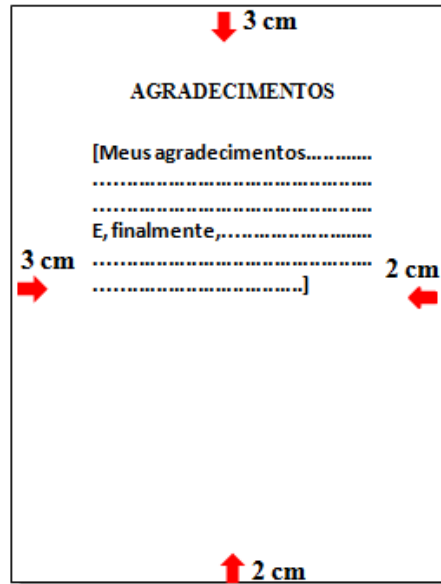 3 cm
AGRADECIMENTOS
[Meus agradecimentos.............
..................................................
..................................................
E, finalmente,...........................
..................................................
......................................]
3 cm
2 cm
2 cm